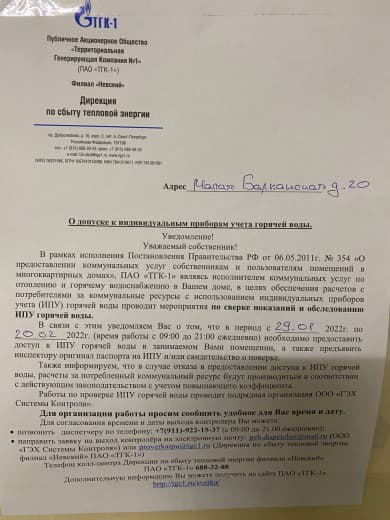 ТГК-1
Публичное Акционерное Общество
«Территориальная
Генерирующая Компания №1»
(ПАО «ТГК-1»)
Филиал «Невский»
Дирекция
по сбыту тепловой энергии
Адрес Малая Балканская д. 20
О допуске к индивидуальным приборам учета горячей воды.
Уведомление!
Уважаемый собственник!
В рамках исполнения Постановления Правительства РФ от 06.05.2011г. № 354 «О
предоставлении коммунальных услуг собственникам и пользователям помещений в
многоквартирных домах», ПАО «ТГК-1» являясь исполнителем коммунальных услуг по
отоплению и горячему водоснабжению в Вашем доме, в целях обеспечения расчетов с
потребителями за коммунальные ресурсы с использованием индивидуальных приборов
учета (ИПУ) горячей воды проводит мероприятия по сверке показаний и обследованию
ИПУ горячей воды.
В связи с этим уведомляем Вас о том, что в период с 29.08 2022г. по
20.02 2022г. (время работы с 09:00 до 21:00 ежедневно) необходимо предоставить
доступ к ИПУ горячей воды в занимаемом Вами помещении, а также предъявить
инспектору оригинал паспорта на ИПУ и/или свидетельство о поверке.
Также информируем, что в случае отказа в предоставлении доступа к ИПУ горячей
воды, расчеты за потребленный коммунальный ресурс будут производиться в соответствии
с действующим законодательством с учетом повышающего коэффициента.
Работы по проверке ИПУ горячей воды проводит подрядная организация ООО «ГЭХ
Системы Контроля».
Для организации работы просим сообщить удобное для Вас время и дату.
Для согласования времени и даты выхода контролера Вы можете:
• позвонить диспетчеру по телефону: +7(911)-922-15-37 (с 09.00 до 21.00 ежедневно);
• направить заявку на выход контролёра на электронную почту: geh.dispetcher@mail.ru (ООО
«ГЭХ Системы Контроля») или proverkaipu@tgc1.ru (Дирекция по сбыту тепловой энергии
филиал «Невский» ПАО «ТГК-1»)
Телефон колл-центра Дирекции по сбыту тепловой энергии филиала «Невский»
ПАО «ТГК-1» 688-32-88
Дополнительную информацию Вы можете получить на сайте ПАО «ТГК-1»
http://tgc1.ru/sverka/